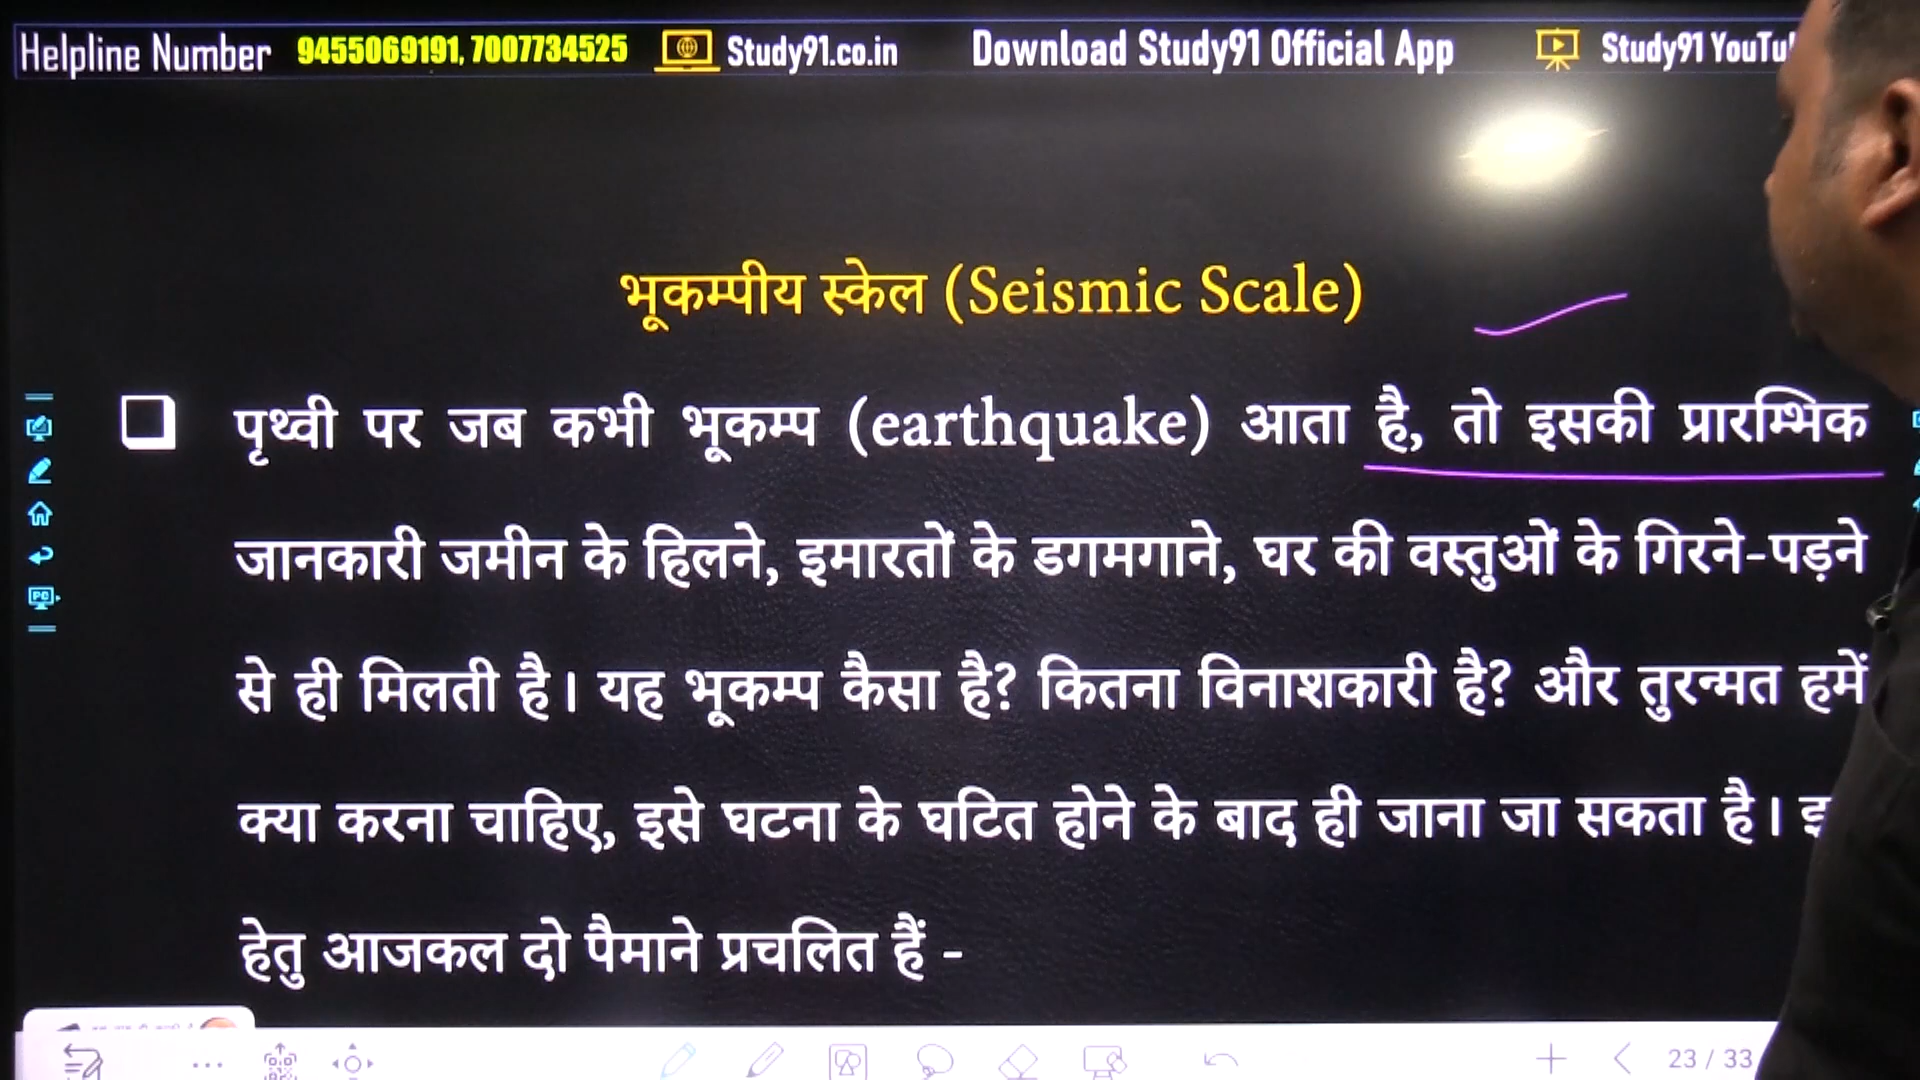 Helpline Number 9455069191, 7007734525 Study91.co.in Download Study91 Official App Study91
भूकम्पीय स्केल (Seismic Scale)
पृथ्वी पर जब कभी भूकम्प (earthquake) आता है, तो इसकी प्रारम्भिक
जानकारी जमीन के हिलने, इमारतों के डगमगाने, घर की वस्तुओं के गिरने-पड़ने
से ही मिलती है। यह भूकम्प कैसा है? कितना विनाशकारी है? और तुरन्मत हमें
क्या करना चाहिए, इसे घटना के घटित होने के बाद ही जाना जा सकता है।
हेतु आजकल दो पैमाने प्रचलित हैं -
PC
23 / 33